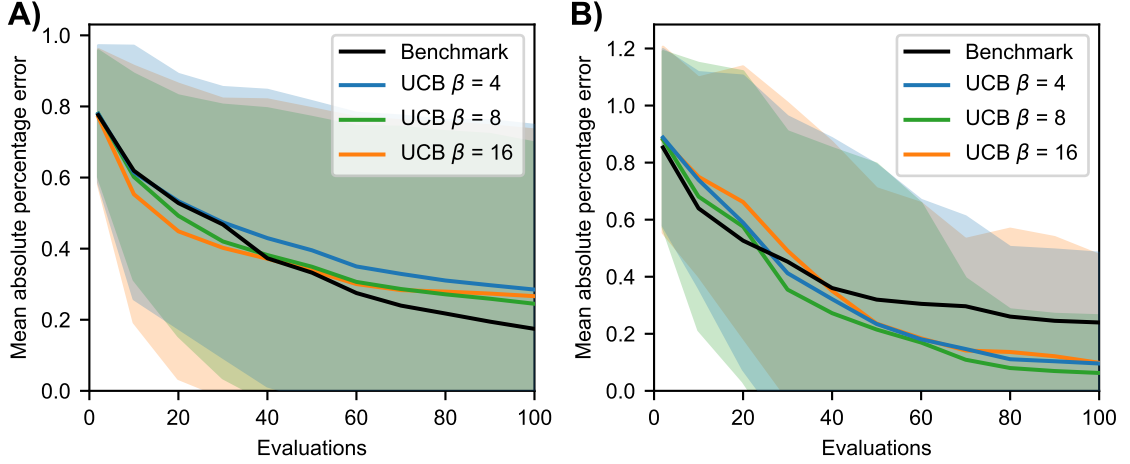 A)
Mean absolute percentage error
1.0
0.8
0.6
0.4
0.2
0.0
0 20 40 60 80 100
Evaluations
Benchmark
UCB β = 4
UCB β = 8
UCB β = 16
B)
Mean absolute percentage error
1.2
1.0
0.8
0.6
0.4
0.2
0.0
0 20 40 60 80 100
Evaluations
Benchmark
UCB β = 4
UCB β = 8
UCB β = 16